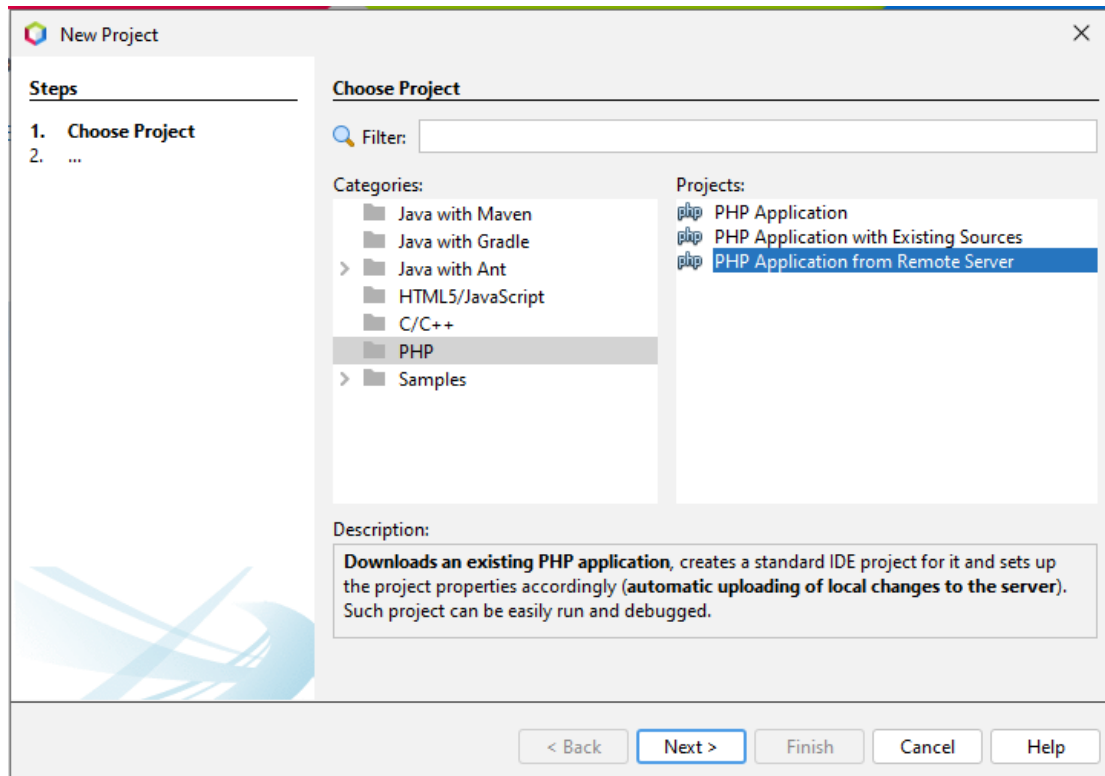 New Project
Steps
1. Choose Project
2. ...
Choose Project
Filter:
Categories:
Java with Maven
Java with Gradle
Java with Ant
HTML5/JavaScript
C/C++
PHP
Samples
Projects:
php PHP Application
php PHP Application with Existing Sources
php PHP Application from Remote Server
Description:
Downloads an existing PHP application, creates a standard IDE project for it and sets up
the project properties accordingly (automatic uploading of local changes to the server).
Such project can be easily run and debugged.
< Back Next > Finish Cancel Help